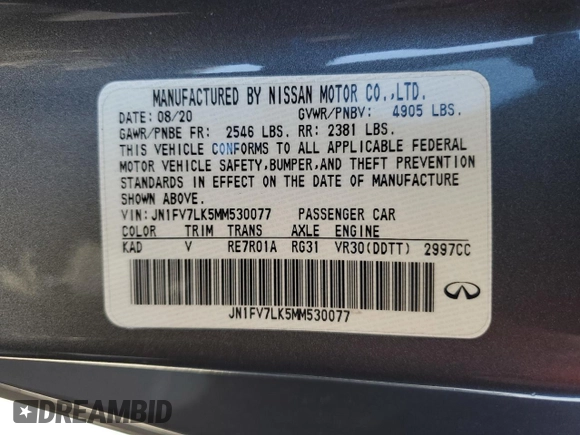 MANUFACTURED BY NISSAN MOTOR CO.,LTD.
DATE: 08/20 GVWR/PNBV: 4905 LBS.
GAWR/PNBE FR: 2546 LBS. RR: 2381 LBS.
THIS VEHICLE CONFORMS TO ALL APPLICABLE FEDERAL
MOTOR VEHICLE SAFETY,BUMPER,AND THEFT PREVENTION
STANDARDS IN EFFECT ON THE DATE OF MANUFACTURE
SHOWN ABOVE.
VIN: JN1FV7LK5MM530077 PASSENGER CAR
COLOR TRIM TRANS AXLE ENGINE
KAD V RE7R01A RG31 VR30(DDTT) 2997CC
JN1FV7LK5MM530077
DREAMBID